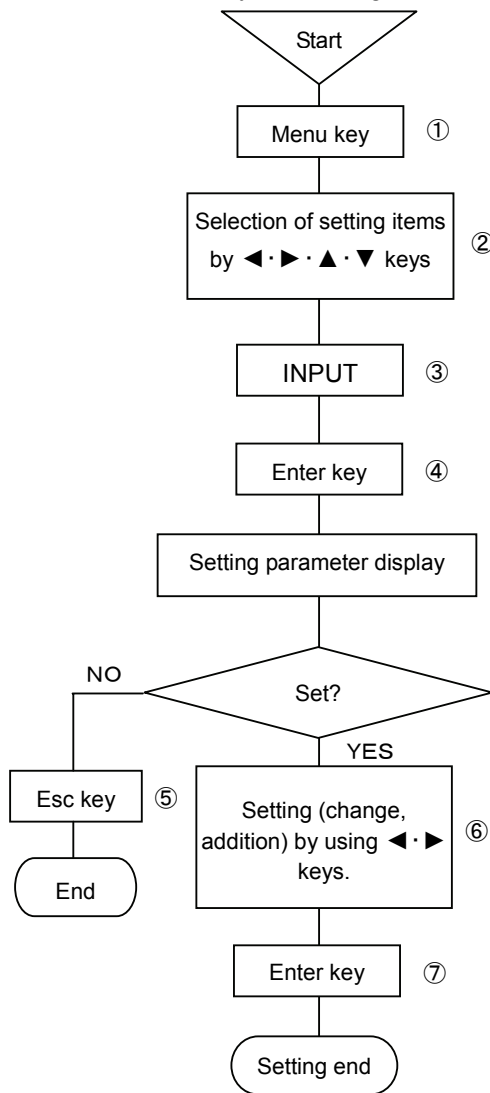 Start
Menu key ①
Selection of setting items
by ◄·►·▲·▼ keys
②
INPUT ③
Enter key ④
Setting parameter display
NO
Set?
YES
Esc key ⑤
End
Setting (change,
addition) by using ◄·►
keys.
⑥
Enter key ⑦
Setting end